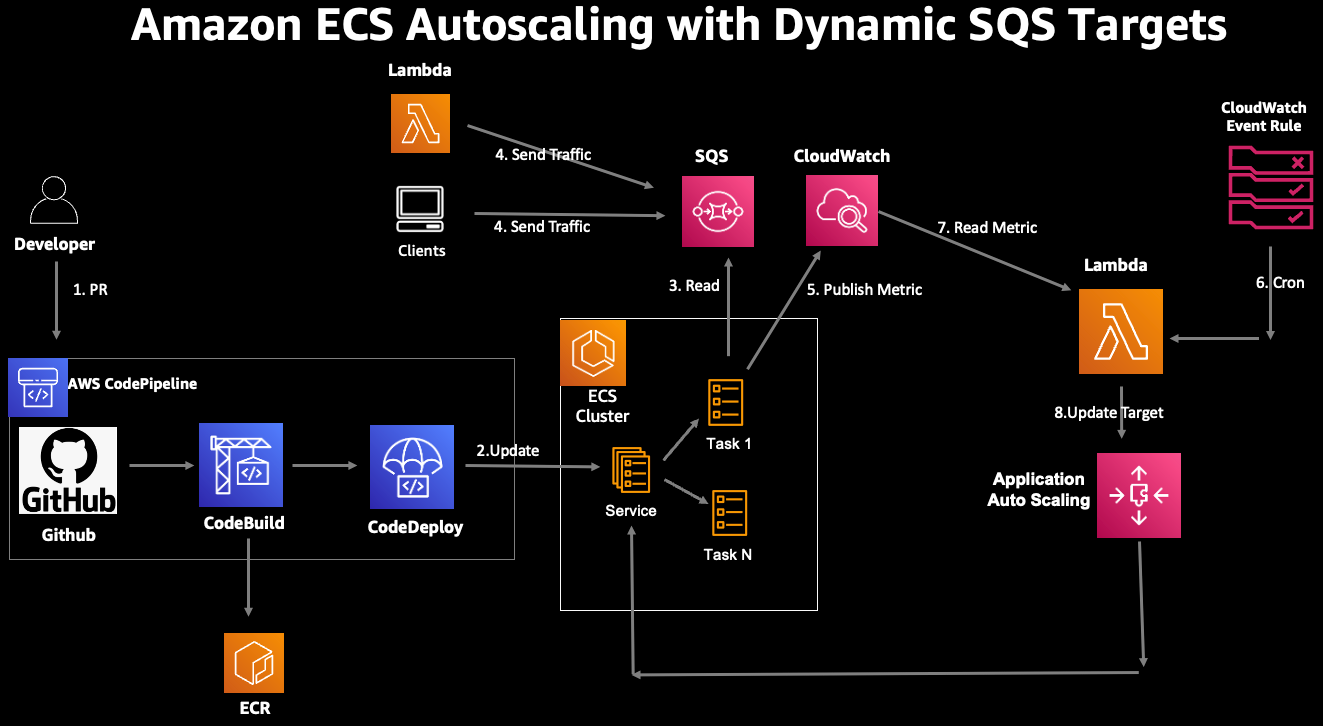 Amazon ECS Autoscaling with Dynamic SQS Targets
Lambda
4. Send Traffic
Clients
4. Send Traffic
SQS
CloudWatch
CloudWatch
Event Rule
Developer
1. PR
3. Read
5. Publish Metric
7. Read Metric
Lambda
6. Cron
AWS CodePipeline
GitHub
Github
CodeBuild
CodeDeploy
2.Update
ECS
Cluster
Service
Task 1
Task N
8.Update Target
Application
Auto Scaling
ECR